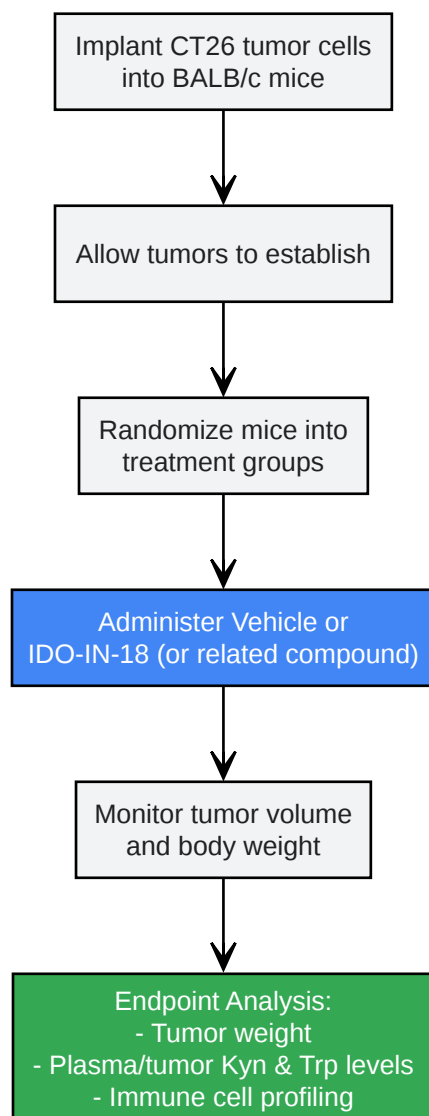 Implant CT26 tumor cells
into BALB/c mice
Allow tumors to establish
Randomize mice into
treatment groups
Administer Vehicle or
IDO-IN-18 (or related compound)
Monitor tumor volume
and body weight
Endpoint Analysis:
- Tumor weight
- Plasma/tumor Kyn & Trp levels
- Immune cell profiling